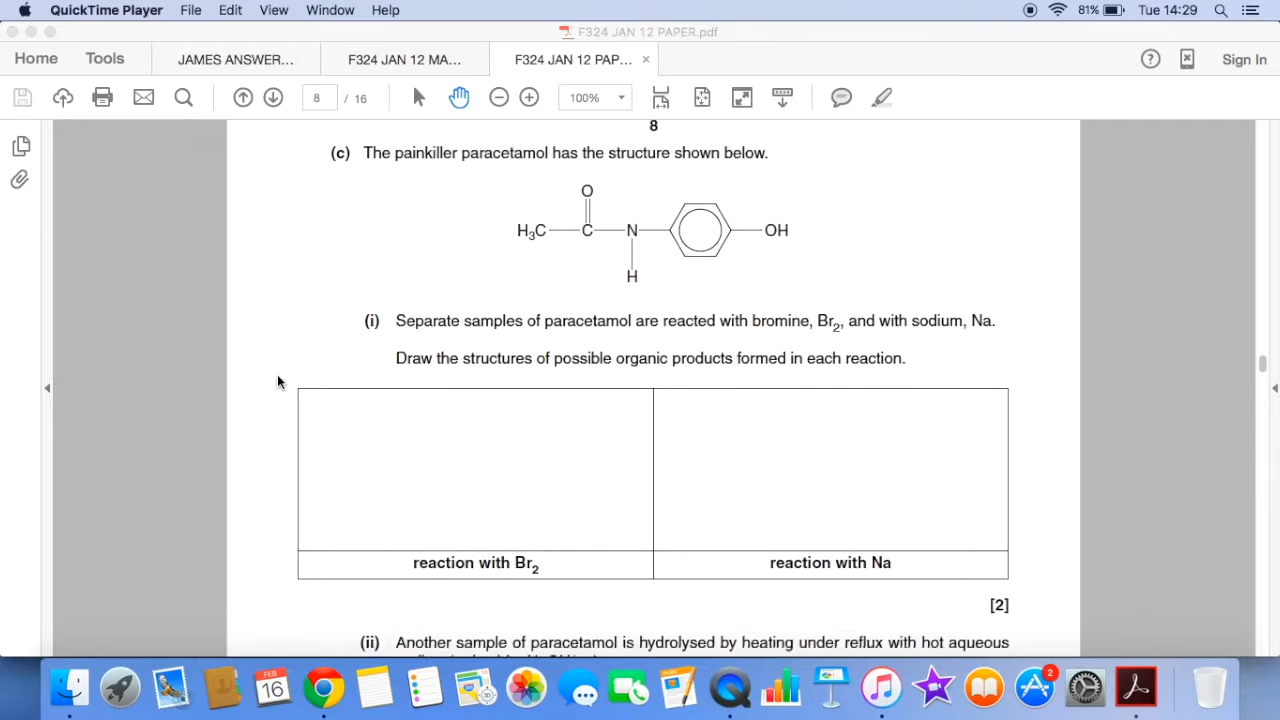 QuickTime Player File Edit View Window Help 81% Tue 14:29
F324 JAN 12 PAPER.pdf
Home Tools JAMES ANSWER... F324 JAN 12 MA... F324 JAN 12 PAP... × Sign In
8 / 16 100%
8
(c) The painkiller paracetamol has the structure shown below.
O
H₃C C N OH
H
(i) Separate samples of paracetamol are reacted with bromine, Br₂, and with sodium, Na.
Draw the structures of possible organic products formed in each reaction.
reaction with Br₂ reaction with Na
[2]
(ii) Another sample of paracetamol is hydrolysed by heating under reflux with hot aqueous
FEB
16
2